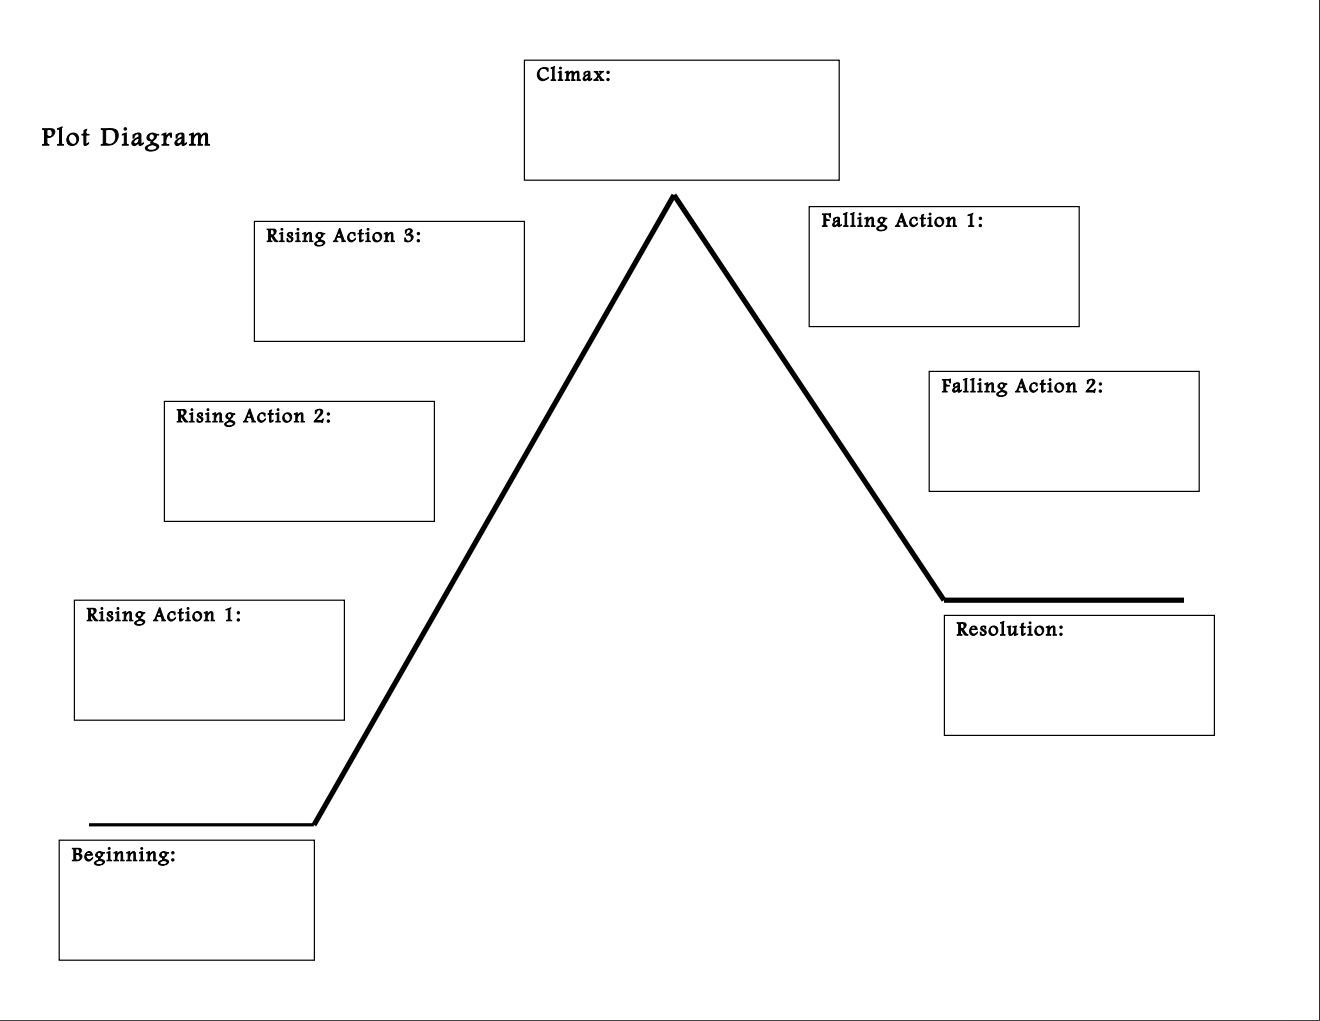 Climax:
Plot Diagram
Rising Action 3:
Falling Action 1:
Rising Action 2:
Falling Action 2:
Rising Action 1:
Resolution:
Beginning: